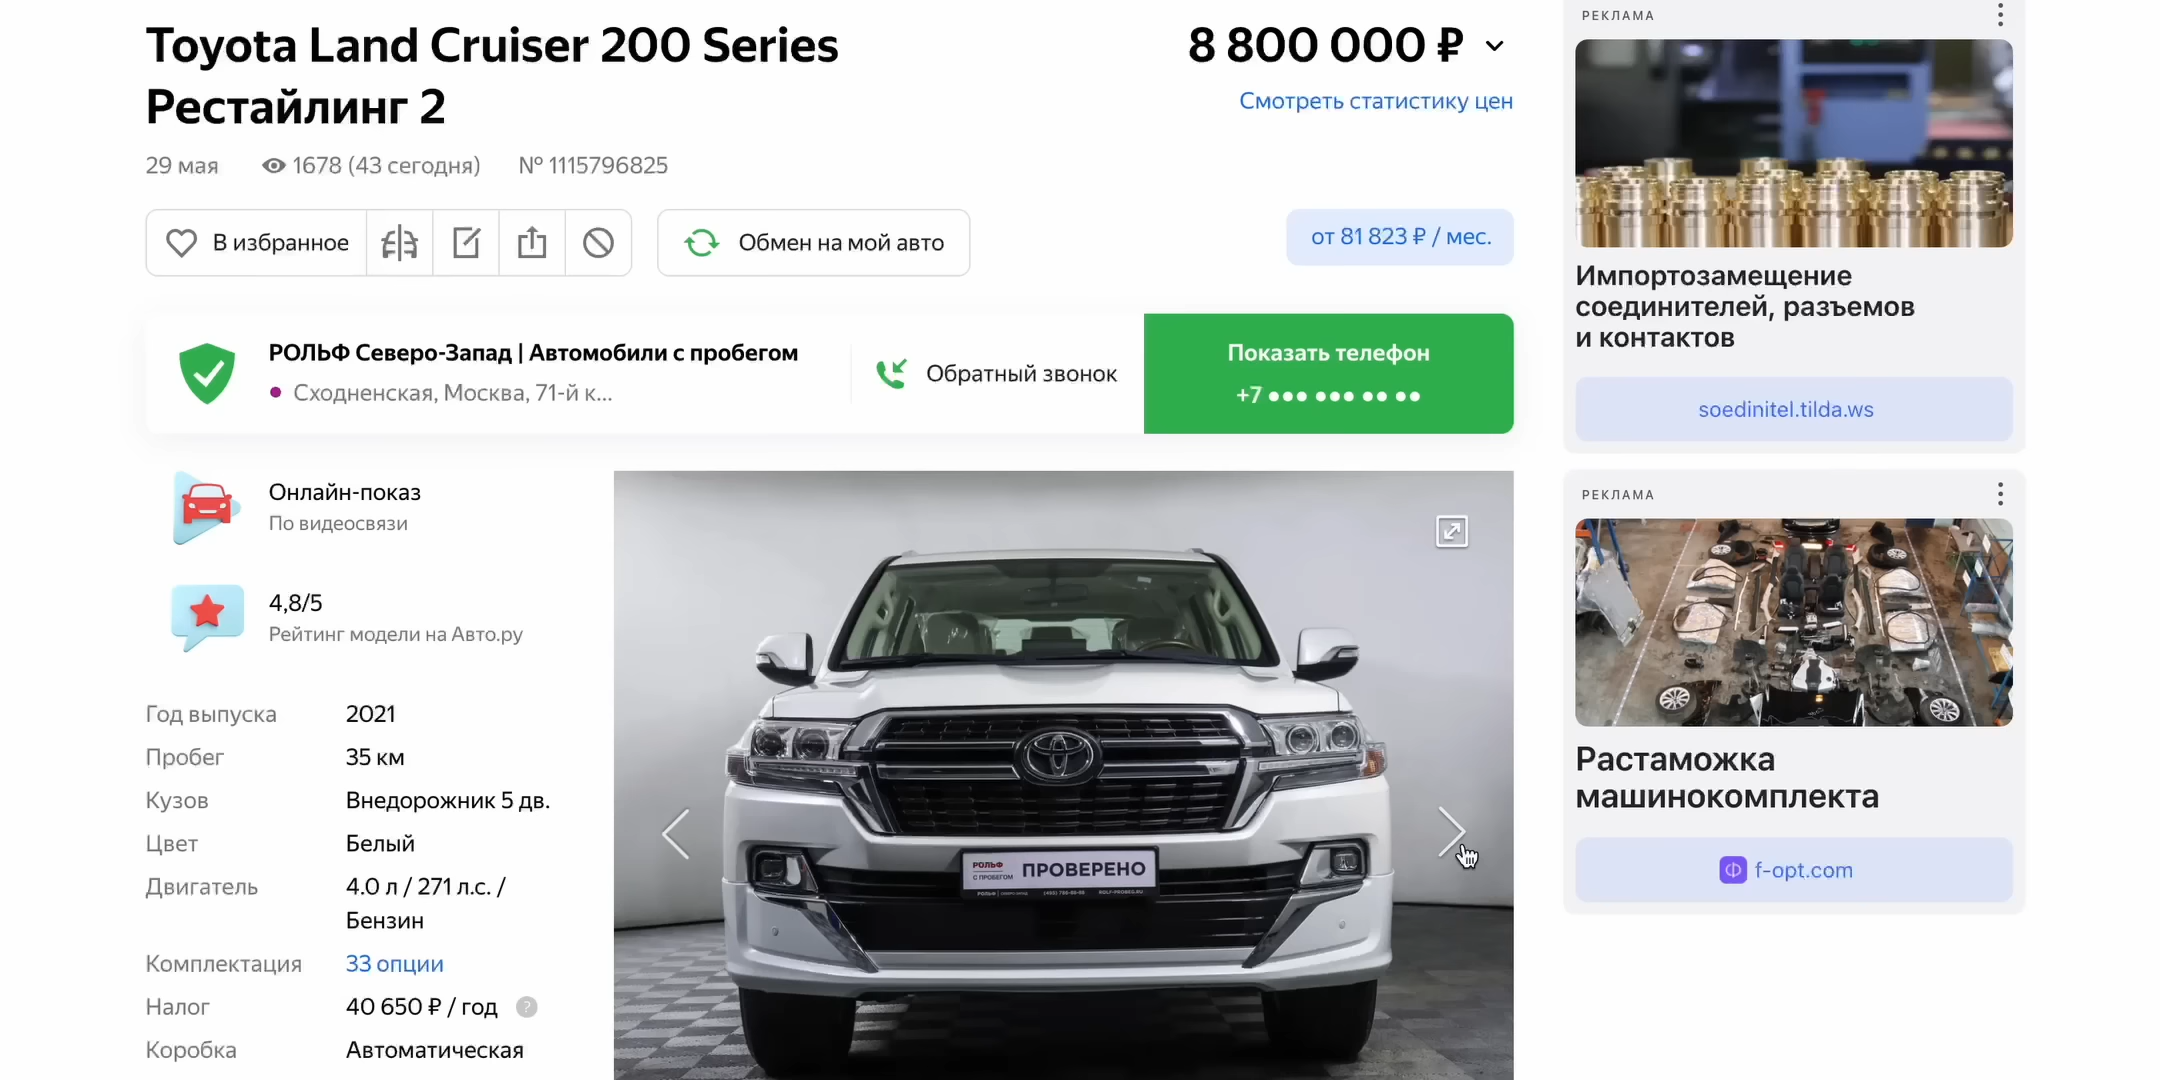 Toyota Land Cruiser 200 Series
Рестайлинг 2
8 800 000 ₽
Смотреть статистику цен
29 мая
1678 (43 сегодня)
№ 1115796825
В избранное
Обмен на мой авто
от 81 823 ₽ / мес.
РОЛЬФ Северо-Запад | Автомобили с пробегом
Сходненская, Москва, 71-й к...
Обратный звонок
Показать телефон
+7 ●●● ●●● ●● ●●
Онлайн-показ
По видеосвязи
4,8/5
Рейтинг модели на Авто.ру
Год выпуска 2021
Пробег 35 км
Кузов Внедорожник 5 дв.
Цвет Белый
Двигатель 4.0 л / 271 л.с. /
Бензин
Комплектация 33 опции
Налог 40 650 ₽ / год ?
Коробка Автоматическая
РОЛЬФ
С ПРОБЕГОМ
ПРОВЕРЕНО
РЕКЛАМА
Импортозамещение
соединителей, разъемов
и контактов
soedinitel.tilda.ws
РЕКЛАМА
Растаможка
машинокомплекта
f-opt.com